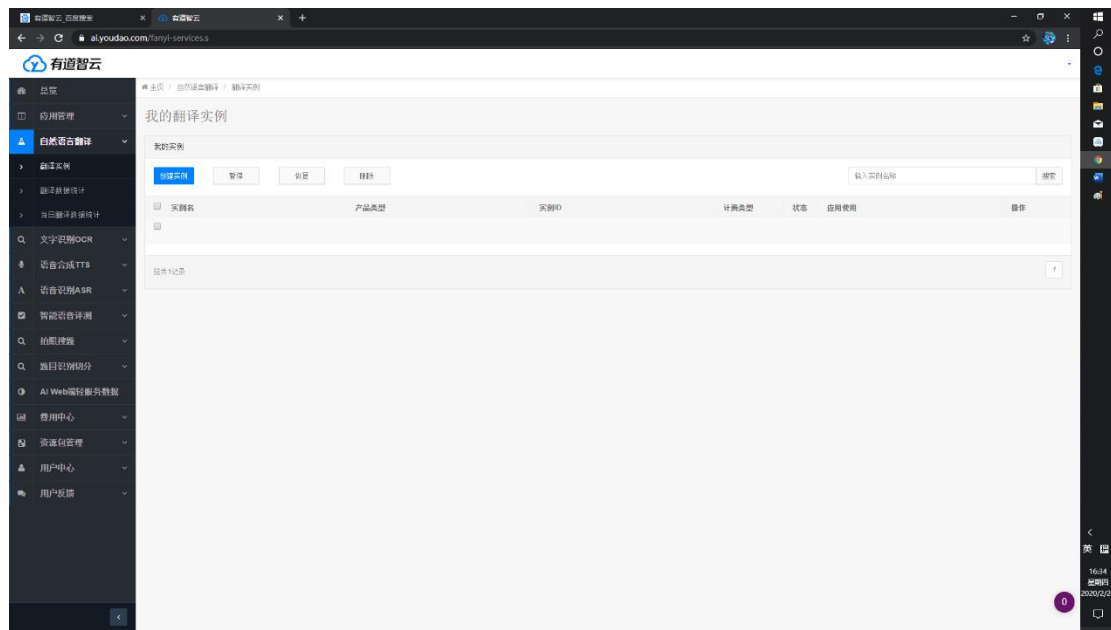 有道智云_百度搜索
有道智云
ai.youdao.com/fanyi-services.s
有道智云
总览
应用管理
自然语言翻译
翻译实例
翻译数据统计
当日翻译数据统计
文字识别OCR
语音合成TTS
语音识别ASR
智能语音评测
拍照搜题
题目识别切分
AI Web端轻服务数据
费用中心
资源包管理
用户中心
用户反馈
主页 / 自然语言翻译 / 翻译实例
我的翻译实例
我的实例
创建实例 暂停 恢复 删除 输入实例名称 搜索
实例名 产品类型 实例ID 计费类型 状态 应用使用 操作
英
16:34
星期四
2020/2/2
0